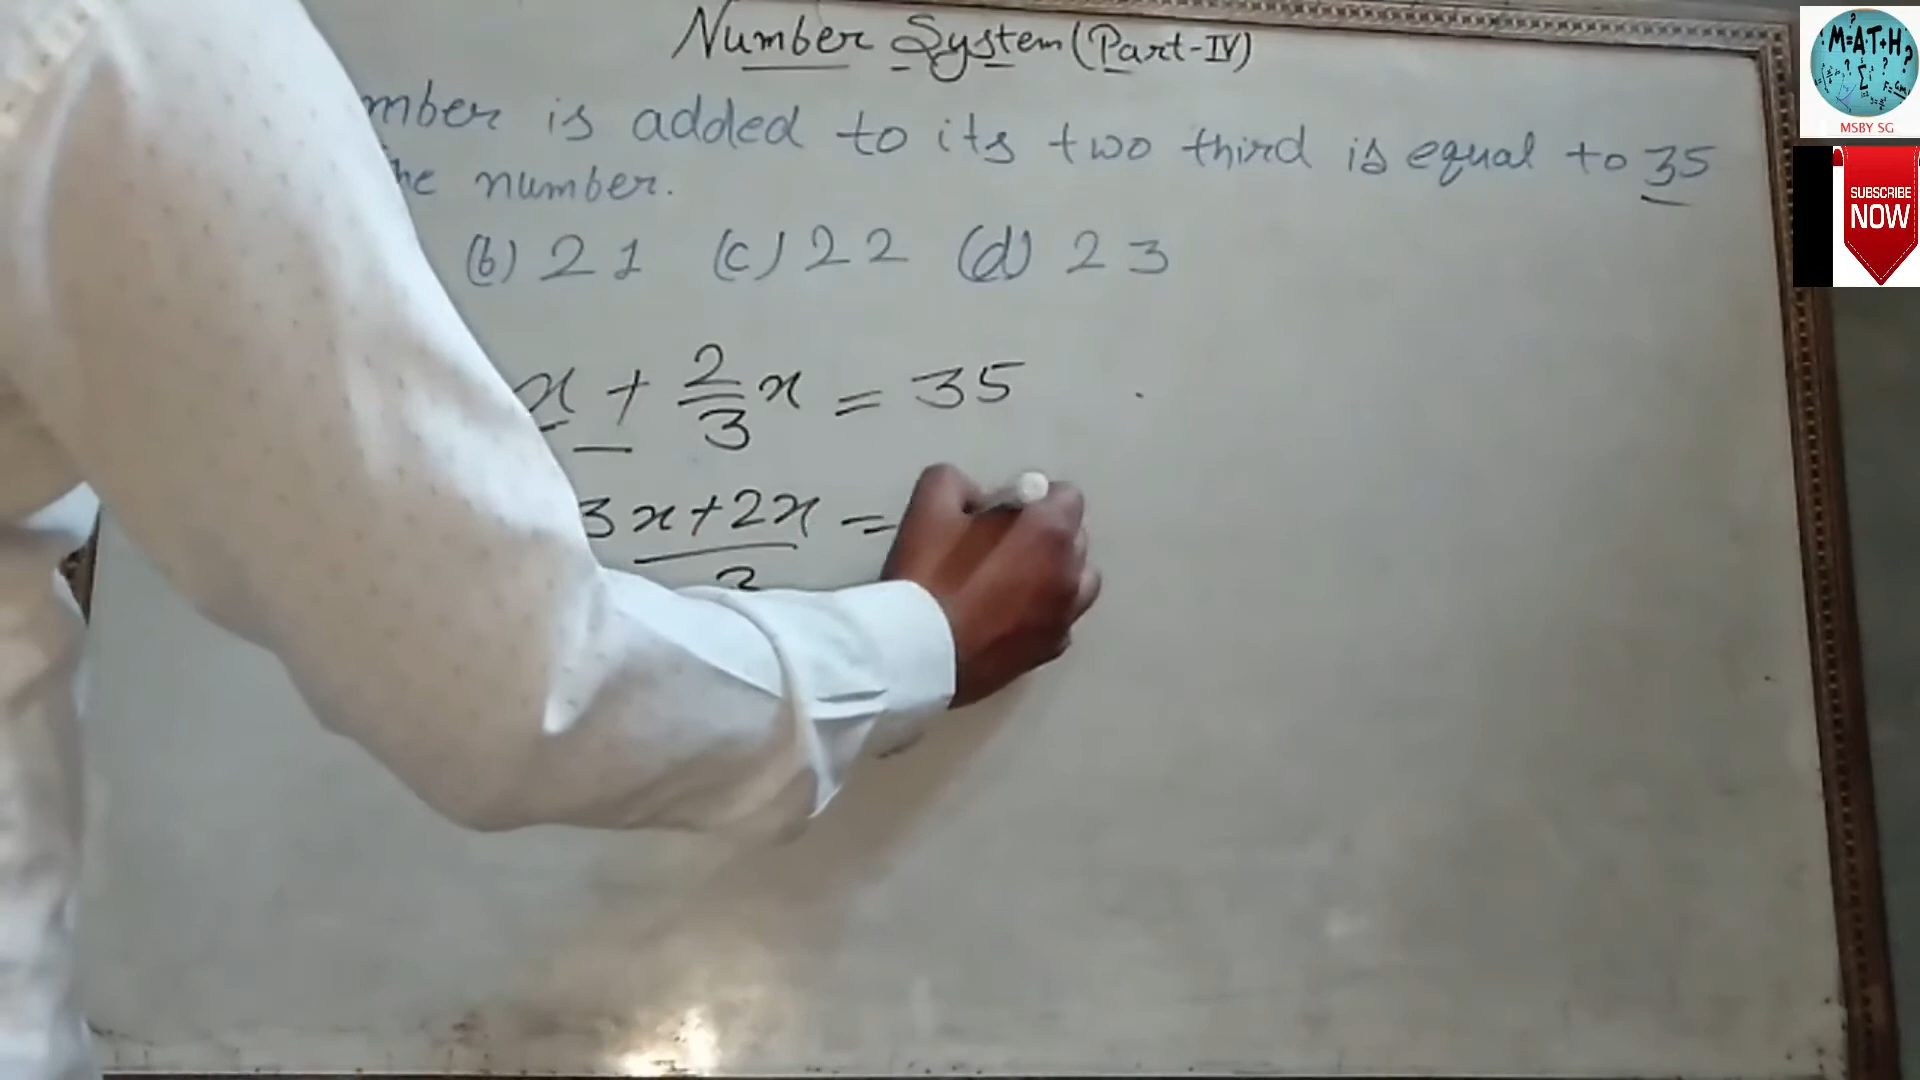 Number System (Part-IV)
mber is added to its two third is equal to 35
he number.
(b) 21 (c) 22 (d) 23
x + 2/3 x = 35
3x+2x =
3
M=A.T+H
MSBY SG
SUBSCRIBE
NOW